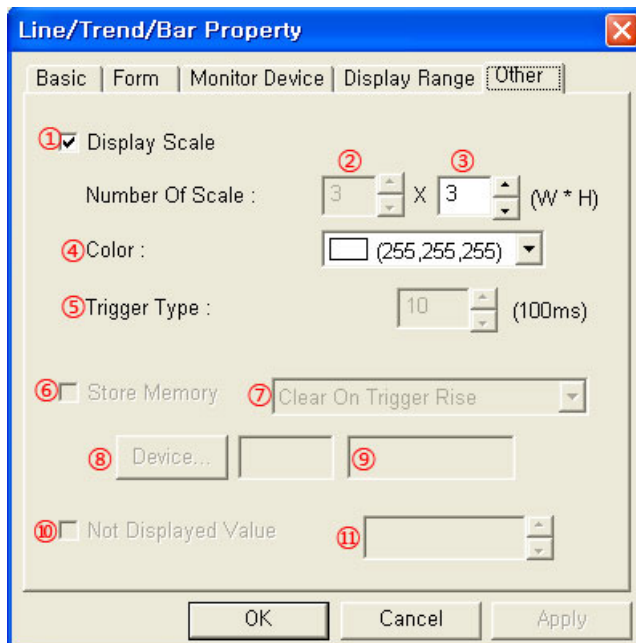 Line/Trend/Bar Property
Basic Form Monitor Device Display Range Other
① Display Scale
② ③
Number Of Scale : 3 X 3 (W * H)
④ Color : (255,255,255)
⑤ Trigger Type : 10 (100ms)
⑥ Store Memory ⑦ Clear On Trigger Rise
⑧ Device... ⑨
⑩ Not Displayed Value ⑪
OK Cancel Apply